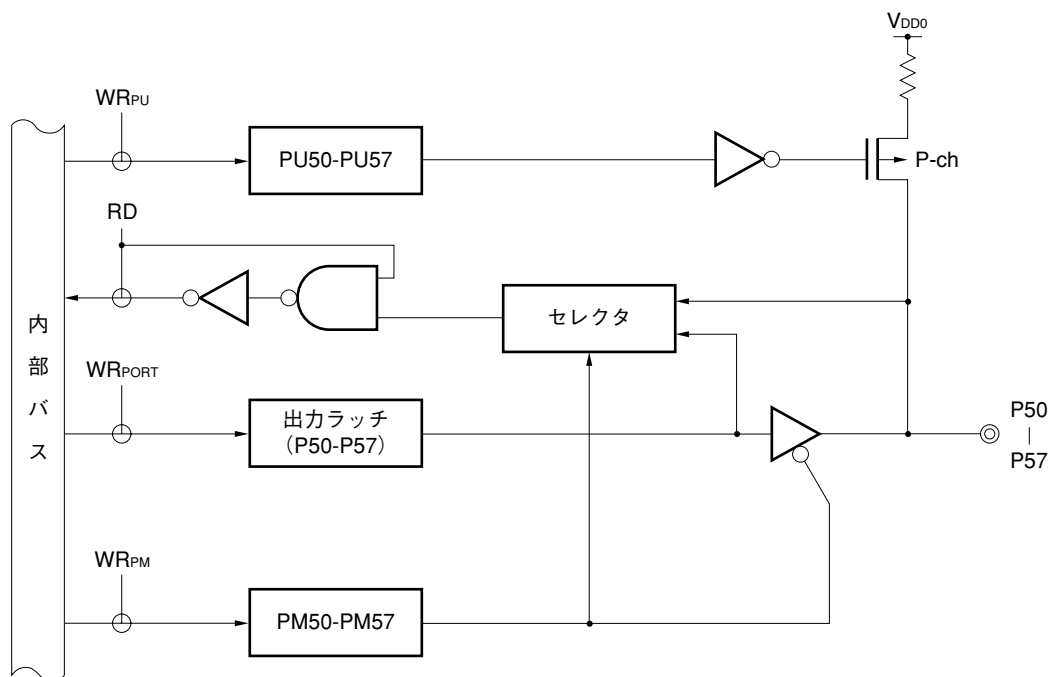 VDD0
WRPU
PU50-PU57
P-ch
RD
セレクタ
内部バス
WRPORT
出力ラッチ
(P50-P57)
P50
|
P57
WRPM
PM50-PM57